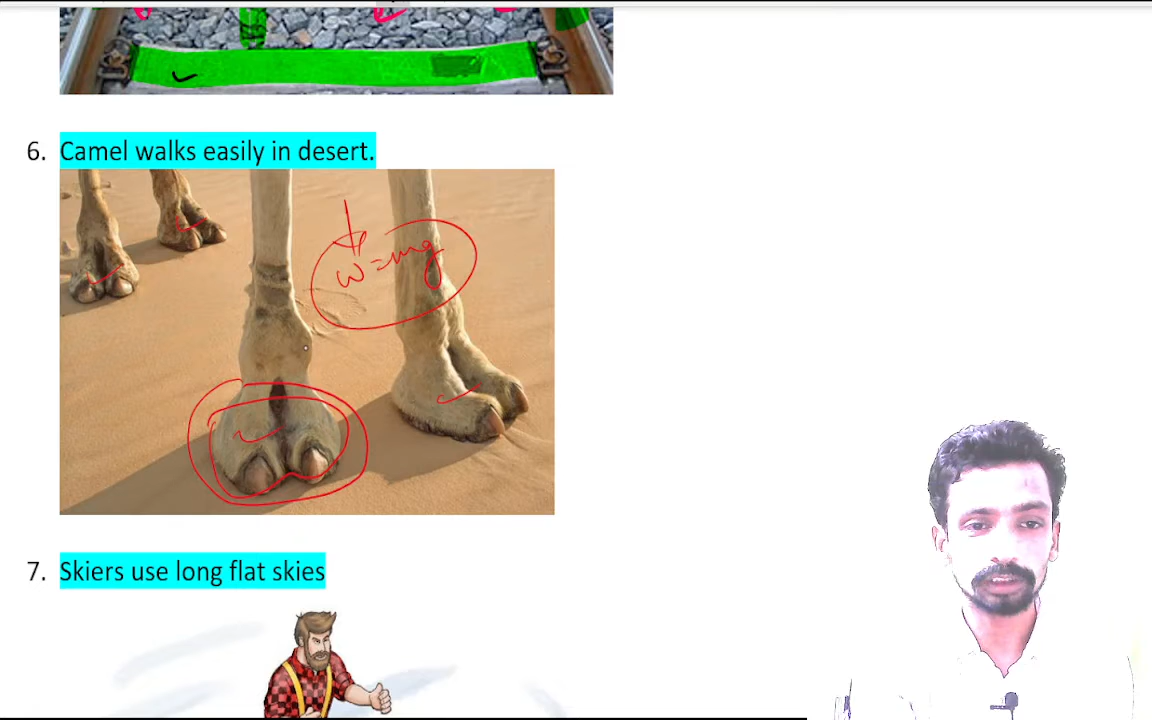 6. Camel walks easily in desert.
w=mg
7. Skiers use long flat skies